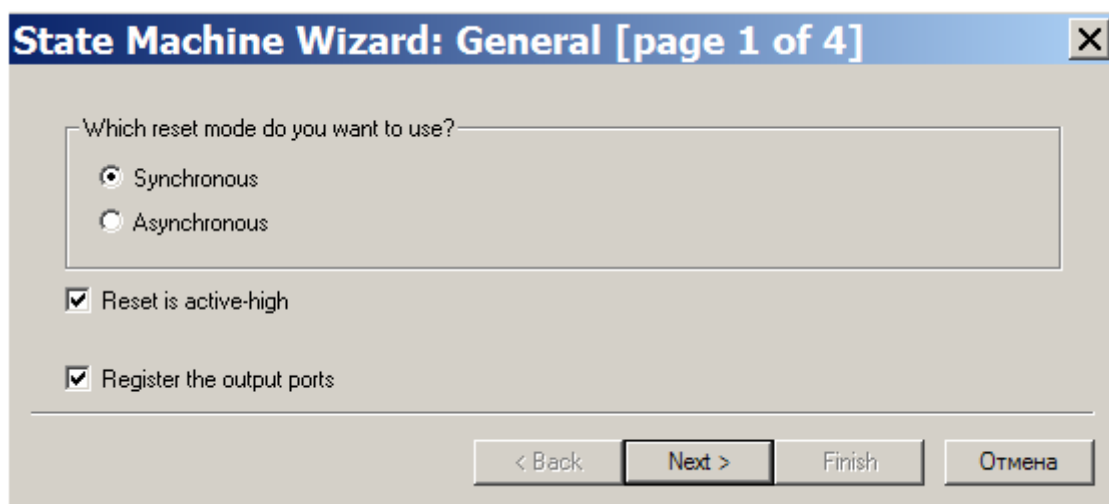 State Machine Wizard: General [page 1 of 4]
Which reset mode do you want to use?
Synchronous
Asynchronous
Reset is active-high
Register the output ports
< Back Next > Finish Отмена